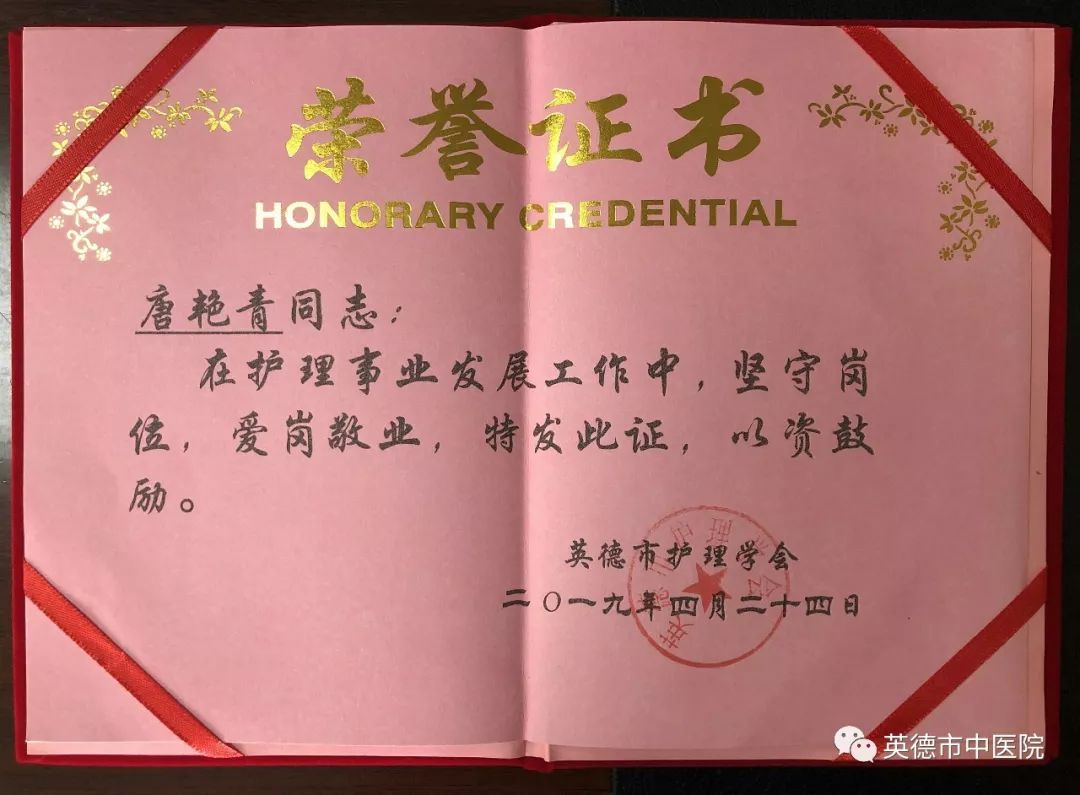 荣誉证书
HONORARY CREDENTIAL
唐艳青同志：
在护理事业发展工作中，坚守岗
位，爱岗敬业，特发此证，以资鼓
励。
英德市护理学会
二〇一九年四月二十四日
英德市中医院